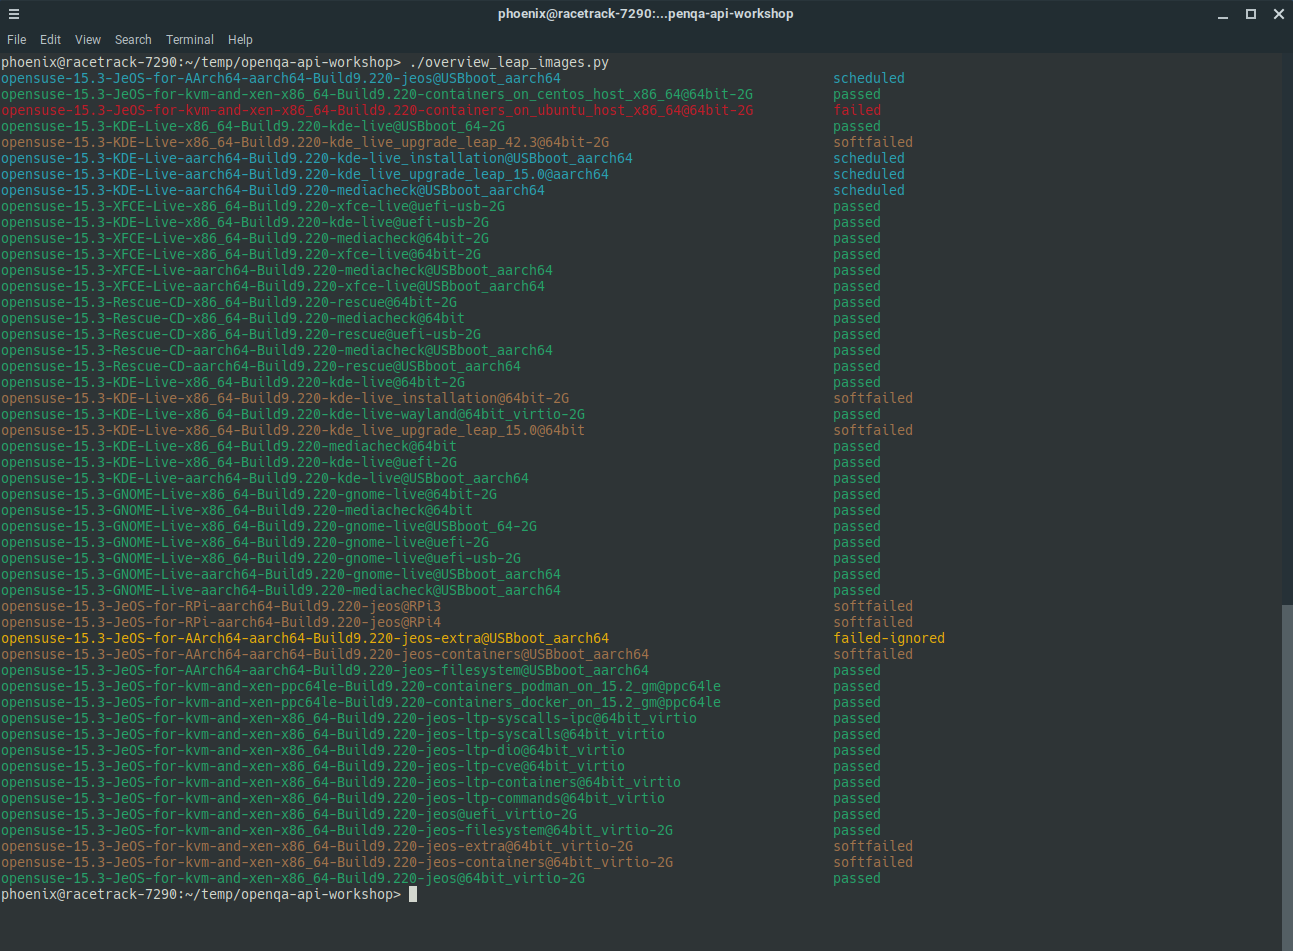 phoenix@racetrack-7290:...penqa-api-workshop
File Edit View Search Terminal Help
phoenix@racetrack-7290:~/temp/openqa-api-workshop> ./overview_leap_images.py
opensuse-15.3-JeOS-for-AArch64-aarch64-Build9.220-jeos@USBboot_aarch64 scheduled
opensuse-15.3-JeOS-for-kvm-and-xen-x86_64-Build9.220-containers_on_centos_host_x86_64@64bit-2G passed
opensuse-15.3-JeOS-for-kvm-and-xen-x86_64-Build9.220-containers_on_ubuntu_host_x86_64@64bit-2G failed
opensuse-15.3-KDE-Live-x86_64-Build9.220-kde-live@USBboot_64-2G passed
opensuse-15.3-KDE-Live-x86_64-Build9.220-kde_live_upgrade_leap_42.3@64bit-2G softfailed
opensuse-15.3-KDE-Live-aarch64-Build9.220-kde-live_installation@USBboot_aarch64 scheduled
opensuse-15.3-KDE-Live-aarch64-Build9.220-kde_live_upgrade_leap_15.0@aarch64 scheduled
opensuse-15.3-KDE-Live-aarch64-Build9.220-mediacheck@USBboot_aarch64 scheduled
opensuse-15.3-XFCE-Live-x86_64-Build9.220-xfce-live@uefi-usb-2G passed
opensuse-15.3-KDE-Live-x86_64-Build9.220-kde-live@uefi-usb-2G passed
opensuse-15.3-XFCE-Live-x86_64-Build9.220-mediacheck@64bit-2G passed
opensuse-15.3-XFCE-Live-x86_64-Build9.220-xfce-live@64bit-2G passed
opensuse-15.3-XFCE-Live-aarch64-Build9.220-mediacheck@USBboot_aarch64 passed
opensuse-15.3-XFCE-Live-aarch64-Build9.220-xfce-live@USBboot_aarch64 passed
opensuse-15.3-Rescue-CD-x86_64-Build9.220-rescue@64bit-2G passed
opensuse-15.3-Rescue-CD-x86_64-Build9.220-mediacheck@64bit passed
opensuse-15.3-Rescue-CD-x86_64-Build9.220-rescue@uefi-usb-2G passed
opensuse-15.3-Rescue-CD-aarch64-Build9.220-mediacheck@USBboot_aarch64 passed
opensuse-15.3-Rescue-CD-aarch64-Build9.220-rescue@USBboot_aarch64 passed
opensuse-15.3-KDE-Live-x86_64-Build9.220-kde-live@64bit-2G passed
opensuse-15.3-KDE-Live-x86_64-Build9.220-kde-live_installation@64bit-2G softfailed
opensuse-15.3-KDE-Live-x86_64-Build9.220-kde-live-wayland@64bit_virtio-2G passed
opensuse-15.3-KDE-Live-x86_64-Build9.220-kde_live_upgrade_leap_15.0@64bit softfailed
opensuse-15.3-KDE-Live-x86_64-Build9.220-mediacheck@64bit passed
opensuse-15.3-KDE-Live-x86_64-Build9.220-kde-live@uefi-2G passed
opensuse-15.3-KDE-Live-aarch64-Build9.220-kde-live@USBboot_aarch64 passed
opensuse-15.3-GNOME-Live-x86_64-Build9.220-gnome-live@64bit-2G passed
opensuse-15.3-GNOME-Live-x86_64-Build9.220-mediacheck@64bit passed
opensuse-15.3-GNOME-Live-x86_64-Build9.220-gnome-live@USBboot_64-2G passed
opensuse-15.3-GNOME-Live-x86_64-Build9.220-gnome-live@uefi-2G passed
opensuse-15.3-GNOME-Live-x86_64-Build9.220-gnome-live@uefi-usb-2G passed
opensuse-15.3-GNOME-Live-aarch64-Build9.220-gnome-live@USBboot_aarch64 passed
opensuse-15.3-GNOME-Live-aarch64-Build9.220-mediacheck@USBboot_aarch64 passed
opensuse-15.3-JeOS-for-RPi-aarch64-Build9.220-jeos@RPi3 softfailed
opensuse-15.3-JeOS-for-RPi-aarch64-Build9.220-jeos@RPi4 softfailed
opensuse-15.3-JeOS-for-AArch64-aarch64-Build9.220-jeos-extra@USBboot_aarch64 failed-ignored
opensuse-15.3-JeOS-for-AArch64-aarch64-Build9.220-jeos-containers@USBboot_aarch64 softfailed
opensuse-15.3-JeOS-for-AArch64-aarch64-Build9.220-jeos-filesystem@USBboot_aarch64 passed
opensuse-15.3-JeOS-for-kvm-and-xen-ppc64le-Build9.220-containers_podman_on_15.2_gm@ppc64le passed
opensuse-15.3-JeOS-for-kvm-and-xen-ppc64le-Build9.220-containers_docker_on_15.2_gm@ppc64le passed
opensuse-15.3-JeOS-for-kvm-and-xen-x86_64-Build9.220-jeos-ltp-syscalls-ipc@64bit_virtio passed
opensuse-15.3-JeOS-for-kvm-and-xen-x86_64-Build9.220-jeos-ltp-syscalls@64bit_virtio passed
opensuse-15.3-JeOS-for-kvm-and-xen-x86_64-Build9.220-jeos-ltp-dio@64bit_virtio passed
opensuse-15.3-JeOS-for-kvm-and-xen-x86_64-Build9.220-jeos-ltp-cve@64bit_virtio passed
opensuse-15.3-JeOS-for-kvm-and-xen-x86_64-Build9.220-jeos-ltp-containers@64bit_virtio passed
opensuse-15.3-JeOS-for-kvm-and-xen-x86_64-Build9.220-jeos-ltp-commands@64bit_virtio passed
opensuse-15.3-JeOS-for-kvm-and-xen-x86_64-Build9.220-jeos@uefi_virtio-2G passed
opensuse-15.3-JeOS-for-kvm-and-xen-x86_64-Build9.220-jeos-filesystem@64bit_virtio-2G passed
opensuse-15.3-JeOS-for-kvm-and-xen-x86_64-Build9.220-jeos-extra@64bit_virtio-2G softfailed
opensuse-15.3-JeOS-for-kvm-and-xen-x86_64-Build9.220-jeos-containers@64bit_virtio-2G softfailed
opensuse-15.3-JeOS-for-kvm-and-xen-x86_64-Build9.220-jeos@64bit_virtio-2G passed
phoenix@racetrack-7290:~/temp/openqa-api-workshop>